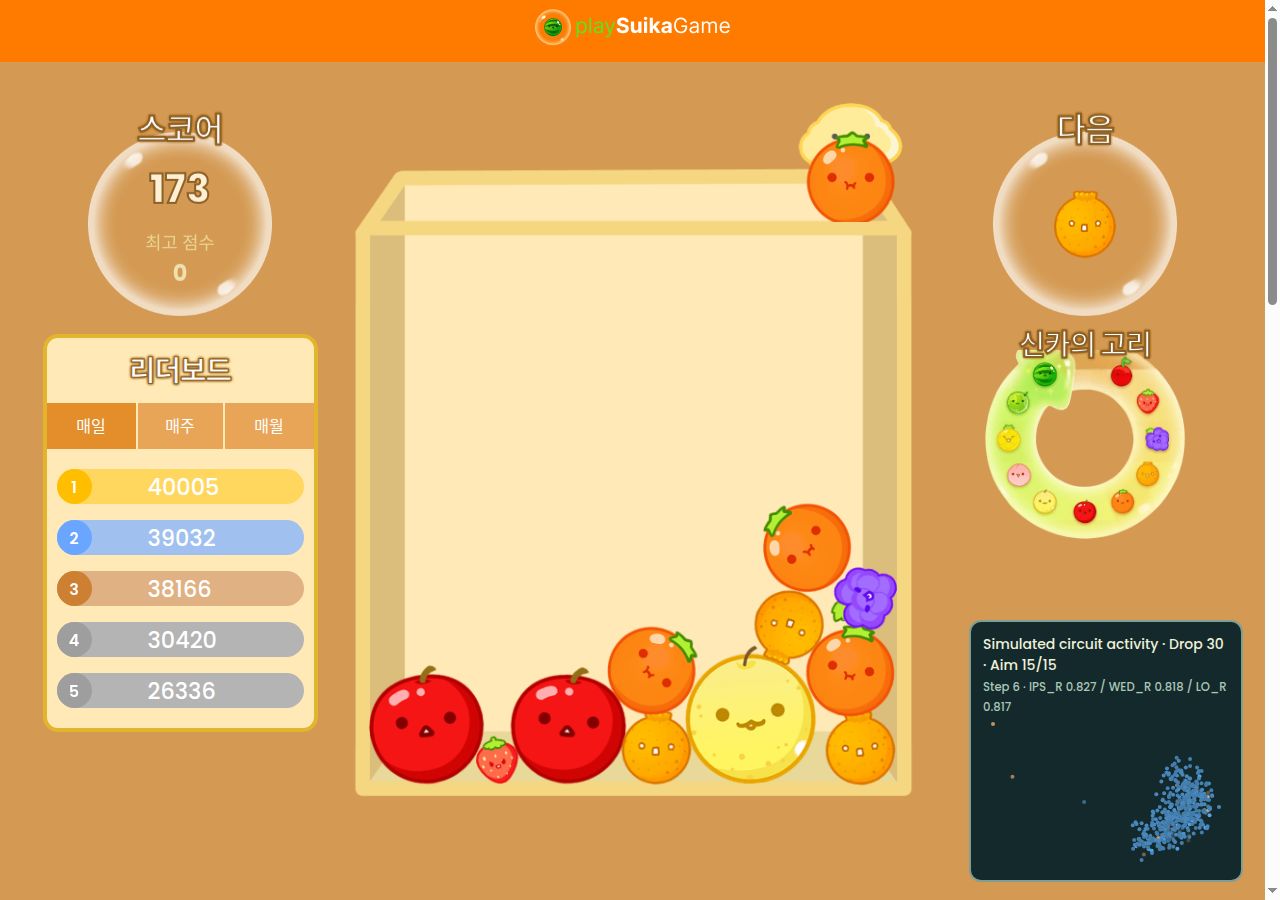 playSuikaGame
스코어
173
최고 점수
0
다음
신카의 고리
리더보드
매일 매주 매월
1 40005
2 39032
3 38166
4 30420
5 26336
Simulated circuit activity · Drop 30
· Aim 15/15
Step 6 · IPS_R 0.827 / WED_R 0.818 / LO_R
0.817